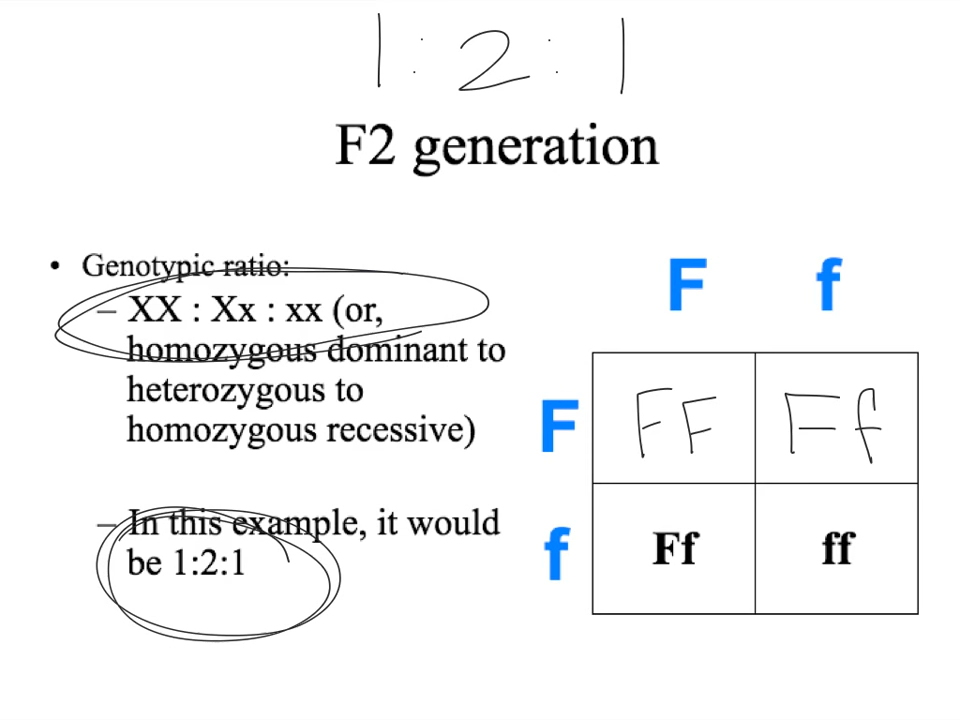 1:2:1
F2 generation
• Genotypic ratio:
– XX : Xx : xx (or,
homozygous dominant to
heterozygous to
homozygous recessive)
– In this example, it would
be 1:2:1
F f
F FF Ff
f Ff ff